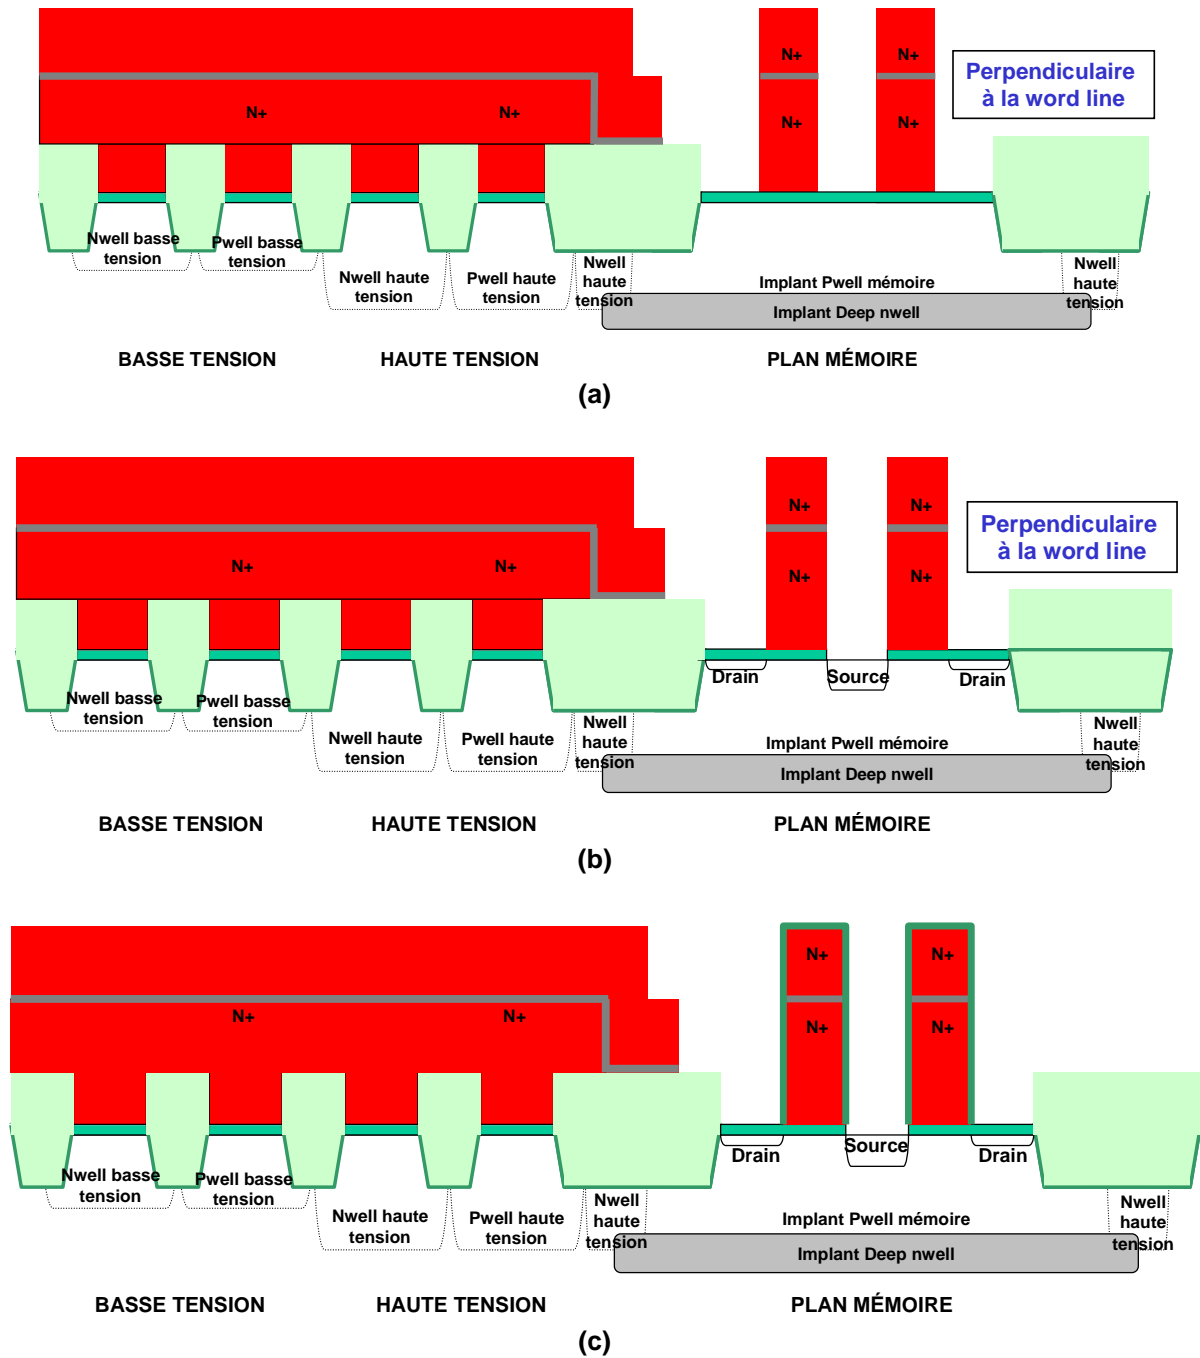 N+
N+
Perpendiculaire
à la word line
N+
N+
N+
N+
Nwell basse
tension
Pwell basse
tension
Nwell haute
tension
Pwell haute
tension
Nwell
haute
tension
Implant Pwell mémoire
Implant Deep nwell
Nwell
haute
tension
BASSE TENSION
HAUTE TENSION
PLAN MÉMOIRE
(a)
N+
N+
Perpendiculaire
à la word line
N+
N+
N+
N+
Drain
Source
Drain
Nwell basse
tension
Pwell basse
tension
Nwell haute
tension
Pwell haute
tension
Nwell
haute
tension
Implant Pwell mémoire
Implant Deep nwell
Nwell
haute
tension
BASSE TENSION
HAUTE TENSION
PLAN MÉMOIRE
(b)
N+
N+
N+
N+
N+
N+
Drain
Source
Drain
Nwell basse
tension
Pwell basse
tension
Nwell haute
tension
Pwell haute
tension
Nwell
haute
tension
Implant Pwell mémoire
Implant Deep nwell
Nwell
haute
tension
BASSE TENSION
HAUTE TENSION
PLAN MÉMOIRE
(c)